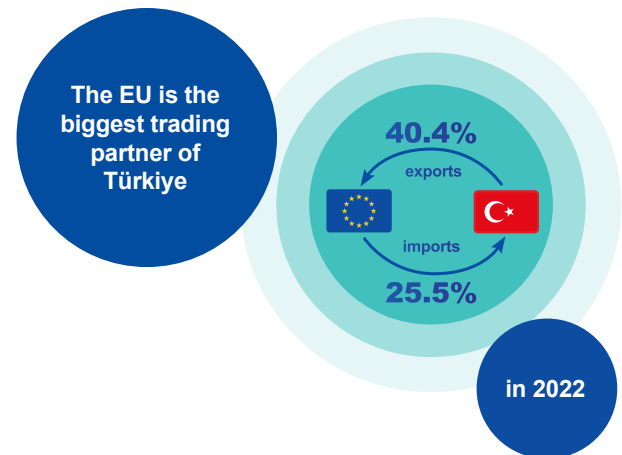 The EU is the
biggest trading
partner of
Türkiye
40.4%
exports
imports
25.5%
in 2022